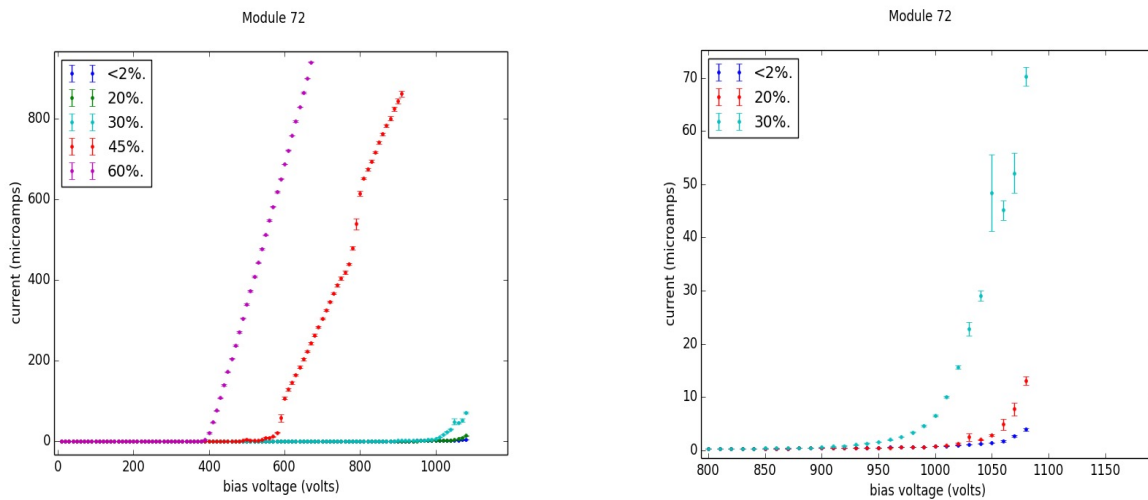 Module 72
current (microamps)
800
600
400
200
0
<2%.
20%.
30%.
45%.
60%.
0 200 400 600 800 1000
bias voltage (volts)
Module 72
current (microamps)
70
60
50
40
30
20
10
0
<2%.
20%.
30%.
800 850 900 950 1000 1050 1100 1150
bias voltage (volts)